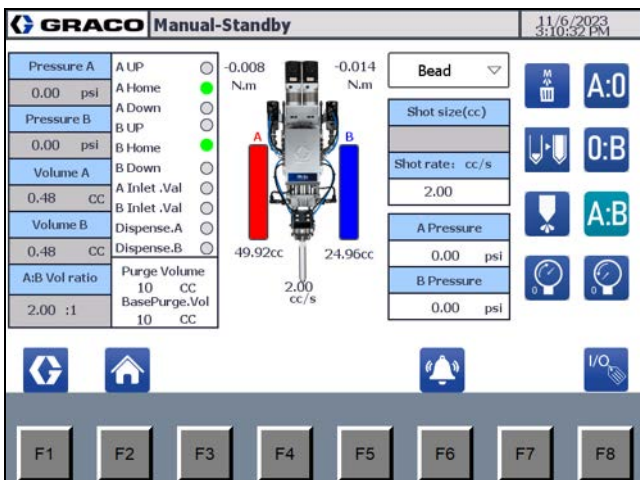 GRACO Manual-Standby
11/6/2023
3:10:32 PM
Pressure A
0.00 psi
Pressure B
0.00 psi
Volume A
0.48 CC
Volume B
0.48 CC
A:B Vol ratio
2.00 :1
A UP
A Home
A Down
B UP
B Home
B Down
A Inlet .Val
B Inlet .Val
Dispense.A
Dispense.B
Purge Volume
10 CC
BasePurge.Vol
10 CC
-0.008
N.m
-0.014
N.m
A
B
49.92cc
24.96cc
2.00
cc/s
Bead
Shot size(cc)
Shot rate: cc/s
2.00
A Pressure
0.00 psi
B Pressure
0.00 psi
M
A:0
0:B
A:B
0
0
I/O
F1
F2
F3
F4
F5
F6
F7
F8